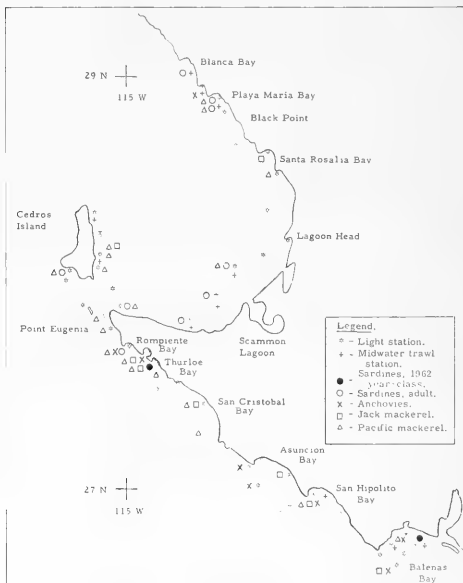 Blanca Bay
29 N
115 W
Playa Maria Bay
Black Point
Santa Rosalia Bay
Cedros
Island
Lagoon Head
Scammon
Lagoon
Point Eugenia
Rompiente
Bay
Thurloe
Bay
Legend.
- Light station.
- Midwater trawl
station.
Sardines, 1962
year-class.
- Sardines, adult.
x - Anchovies.
- Jack mackerel.
- Pacific mackerel.
San Cristobal
Bay
Asuncion
Bay
27 N
115 W
San Hipolito
Bay
Balenas
Bay